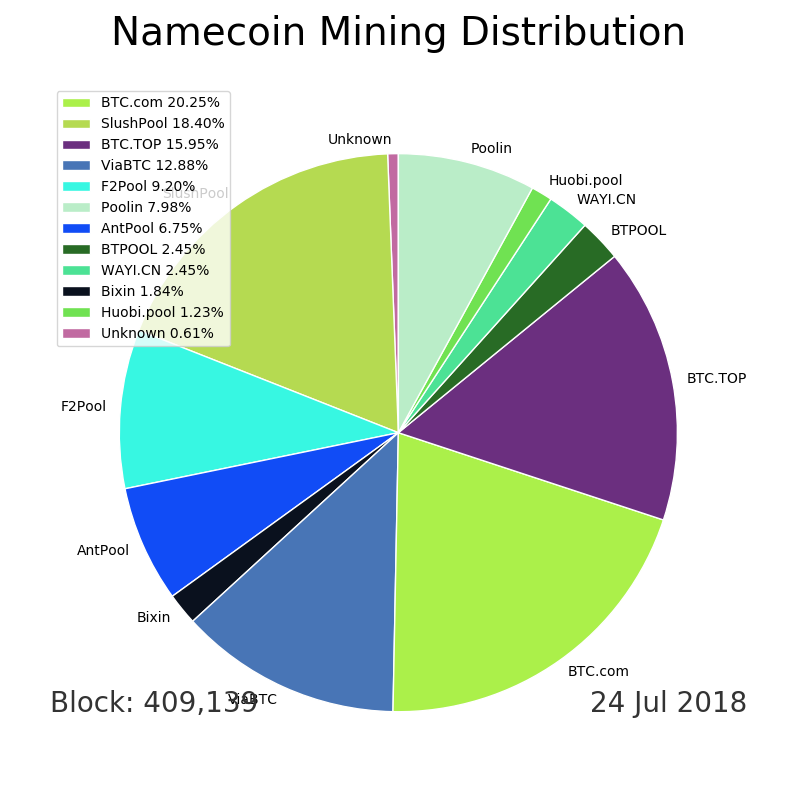 Namecoin Mining Distribution
BTC.com 20.25%
SlushPool 18.40%
BTC.TOP 15.95%
ViaBTC 12.88%
F2Pool 9.20%
Poolin 7.98%
AntPool 6.75%
BTPOOL 2.45%
WAYI.CN 2.45%
Bixin 1.84%
Huobi.pool 1.23%
Unknown 0.61%
Unknown
Poolin
Huobi.pool
WAYI.CN
SlushPool
BTPOOL
BTC.TOP
F2Pool
AntPool
Bixin
BTC.com
ViaBTC
Block: 409,139
24 Jul 2018